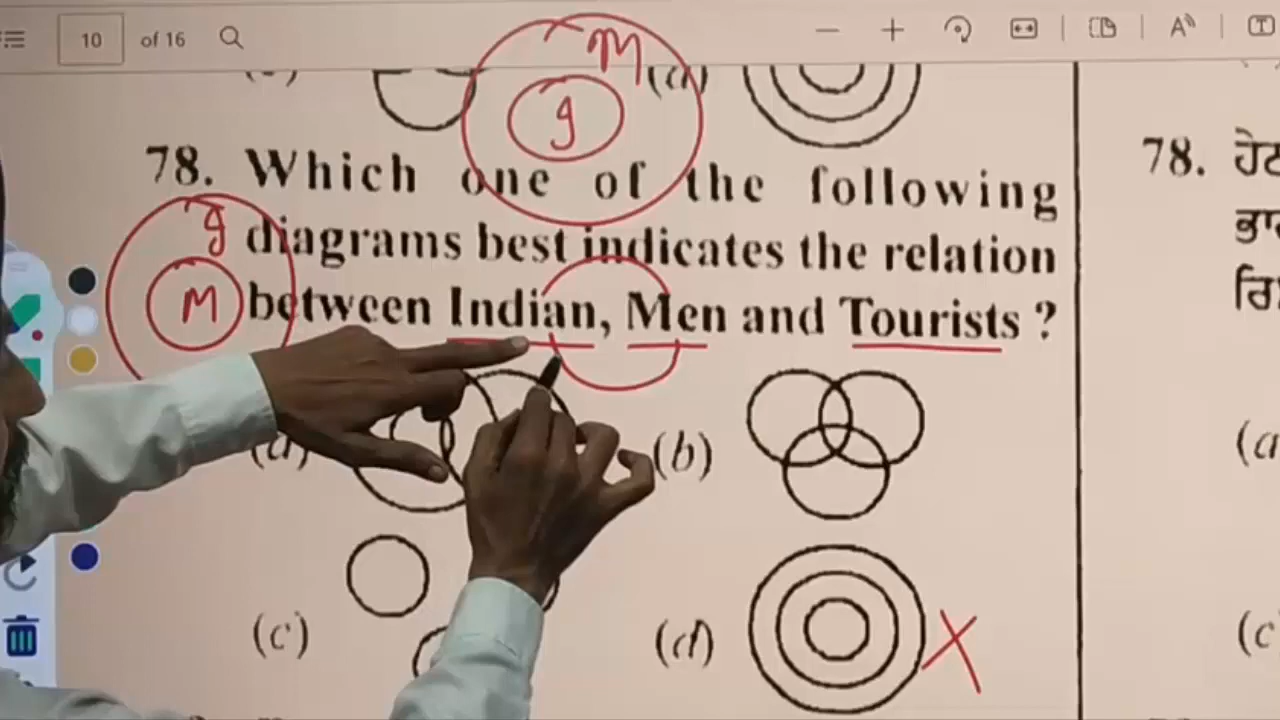 10 of 16
M
g
(d)
78. Which one of the following
g diagrams best indicates the relation
M between Indian, Men and Tourists ?
(a)
(b)
(c)
(d) X
78.
(a
(c